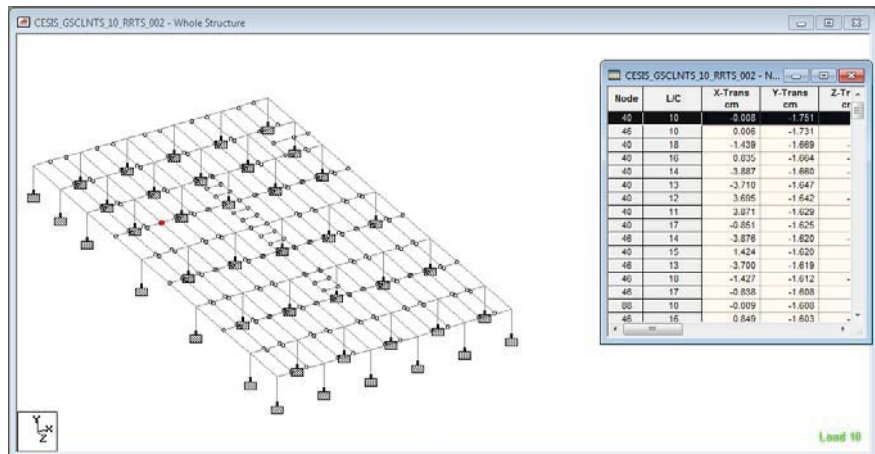 CESIS_GSCLNTS_10_RRTS_002 - Whole Structure
CESIS_GSCLNTS_10_RRTS_002 - N...
Node L/C X-Trans cm Y-Trans cm Z-Tr
40 10 -0.008 -1.751
46 10 0.006 -1.731
40 18 -1.439 -1.669
40 16 0.835 -1.664
40 14 -3.887 -1.660
40 13 -3.710 -1.647
40 12 3.695 -1.642
40 11 3.871 -1.629
40 17 -0.851 -1.625
46 14 -3.876 -1.620
40 15 1.424 -1.620
46 13 -3.700 -1.619
46 18 -1.427 -1.612
46 17 -0.838 -1.608
68 10 -0.009 -1.608
46 16 0.849 -1.603
Y
X
Z
Load 10